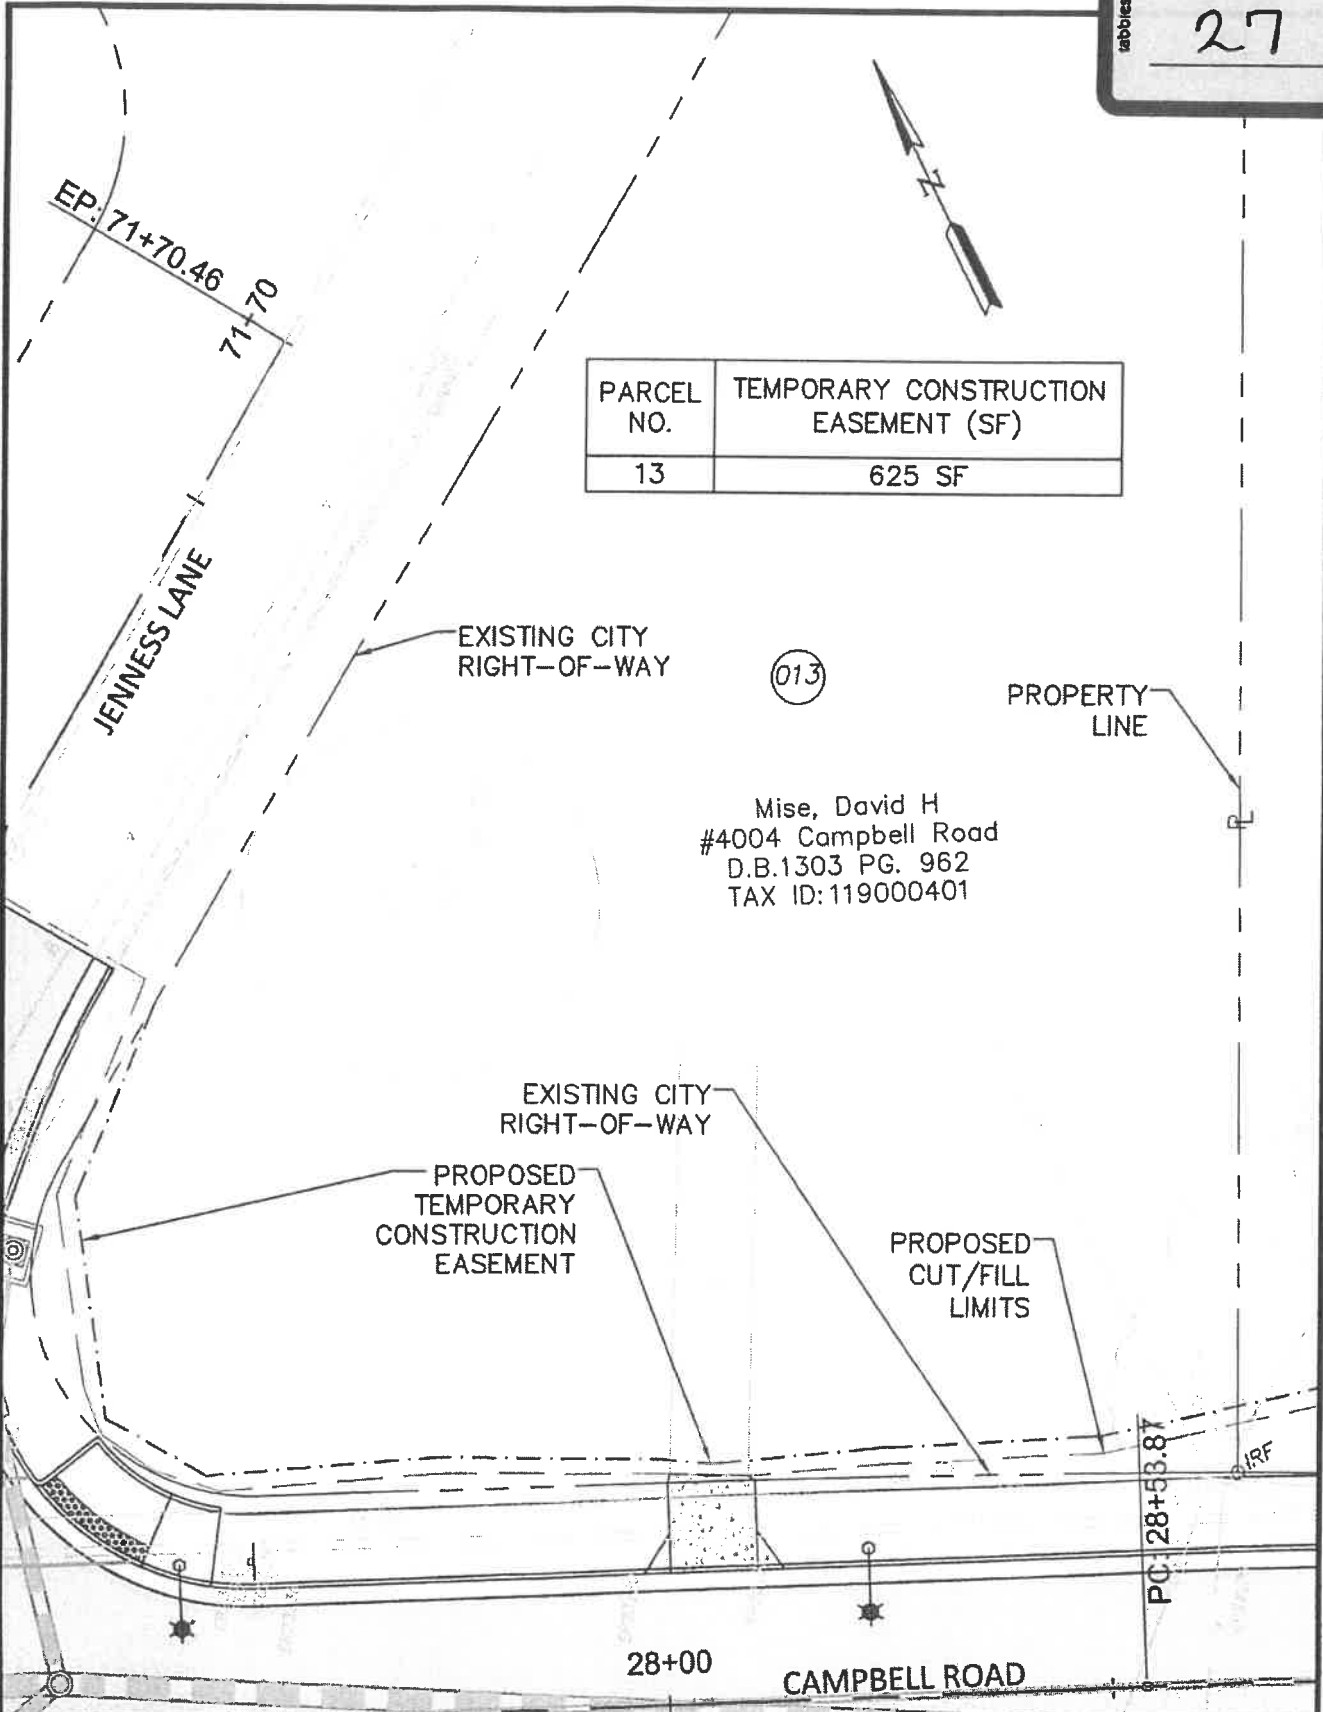 tabbies
27
EP: 71+70.46
71+70
N
PARCEL NO.
TEMPORARY CONSTRUCTION EASEMENT (SF)
13
625 SF
JENNESS LANE
EXISTING CITY
RIGHT-OF-WAY
013
PROPERTY
LINE
PL
Mise, David H
#4004 Campbell Road
D.B.1303 PG. 962
TAX ID:119000401
EXISTING CITY
RIGHT-OF-WAY
PROPOSED
TEMPORARY
CONSTRUCTION
EASEMENT
PROPOSED
CUT/FILL
LIMITS
IRF
PC: 28+53.87
28+00
CAMPBELL ROAD